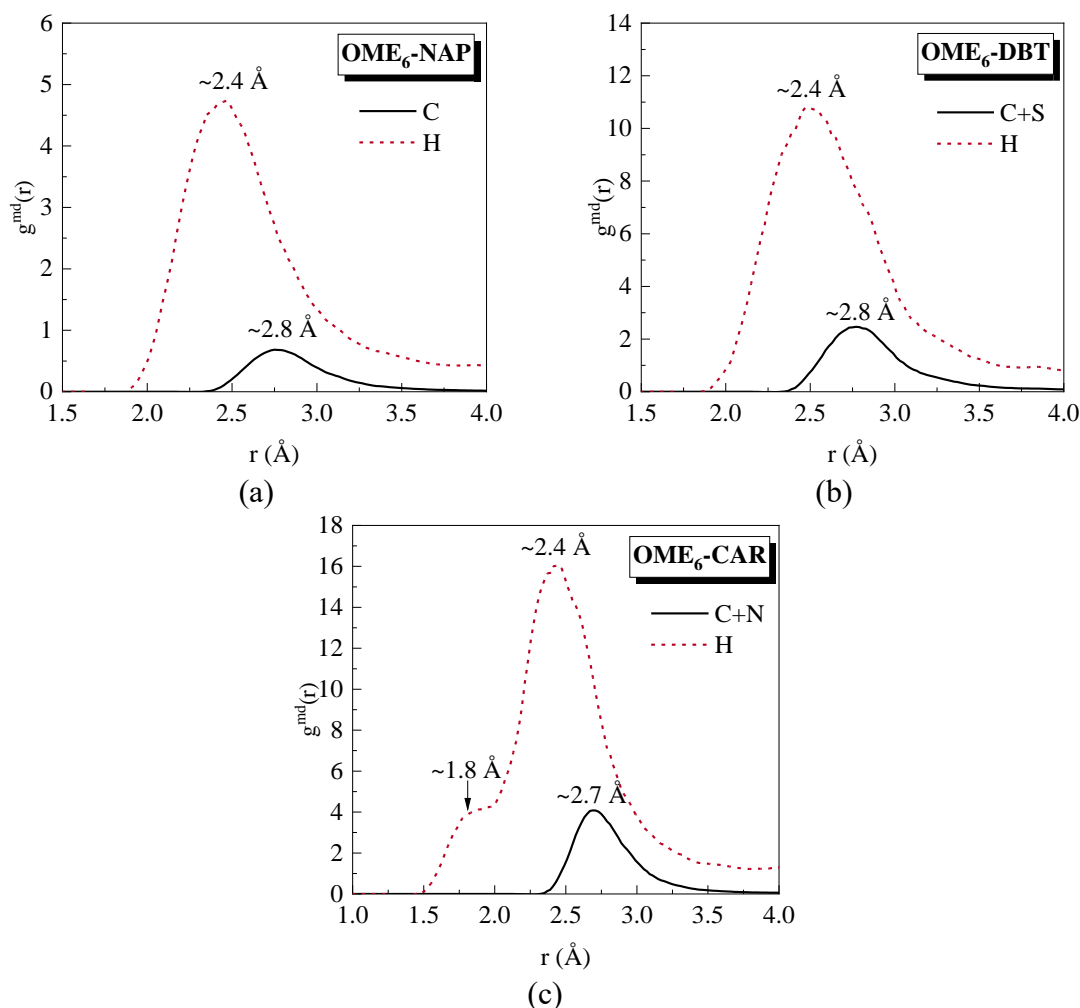 OME₆-NAP
C
H
~2.4 Å
~2.8 Å
gᵐᵈ(r)
6
5
4
3
2
1
0
1.5 2.0 2.5 3.0 3.5 4.0
r (Å)
(a)
OME₆-DBT
C+S
H
~2.4 Å
~2.8 Å
gᵐᵈ(r)
14
12
10
8
6
4
2
0
1.5 2.0 2.5 3.0 3.5 4.0
r (Å)
(b)
OME₆-CAR
C+N
H
~2.4 Å
~1.8 Å
~2.7 Å
gᵐᵈ(r)
18
16
14
12
10
8
6
4
2
0
1.0 1.5 2.0 2.5 3.0 3.5 4.0
r (Å)
(c)